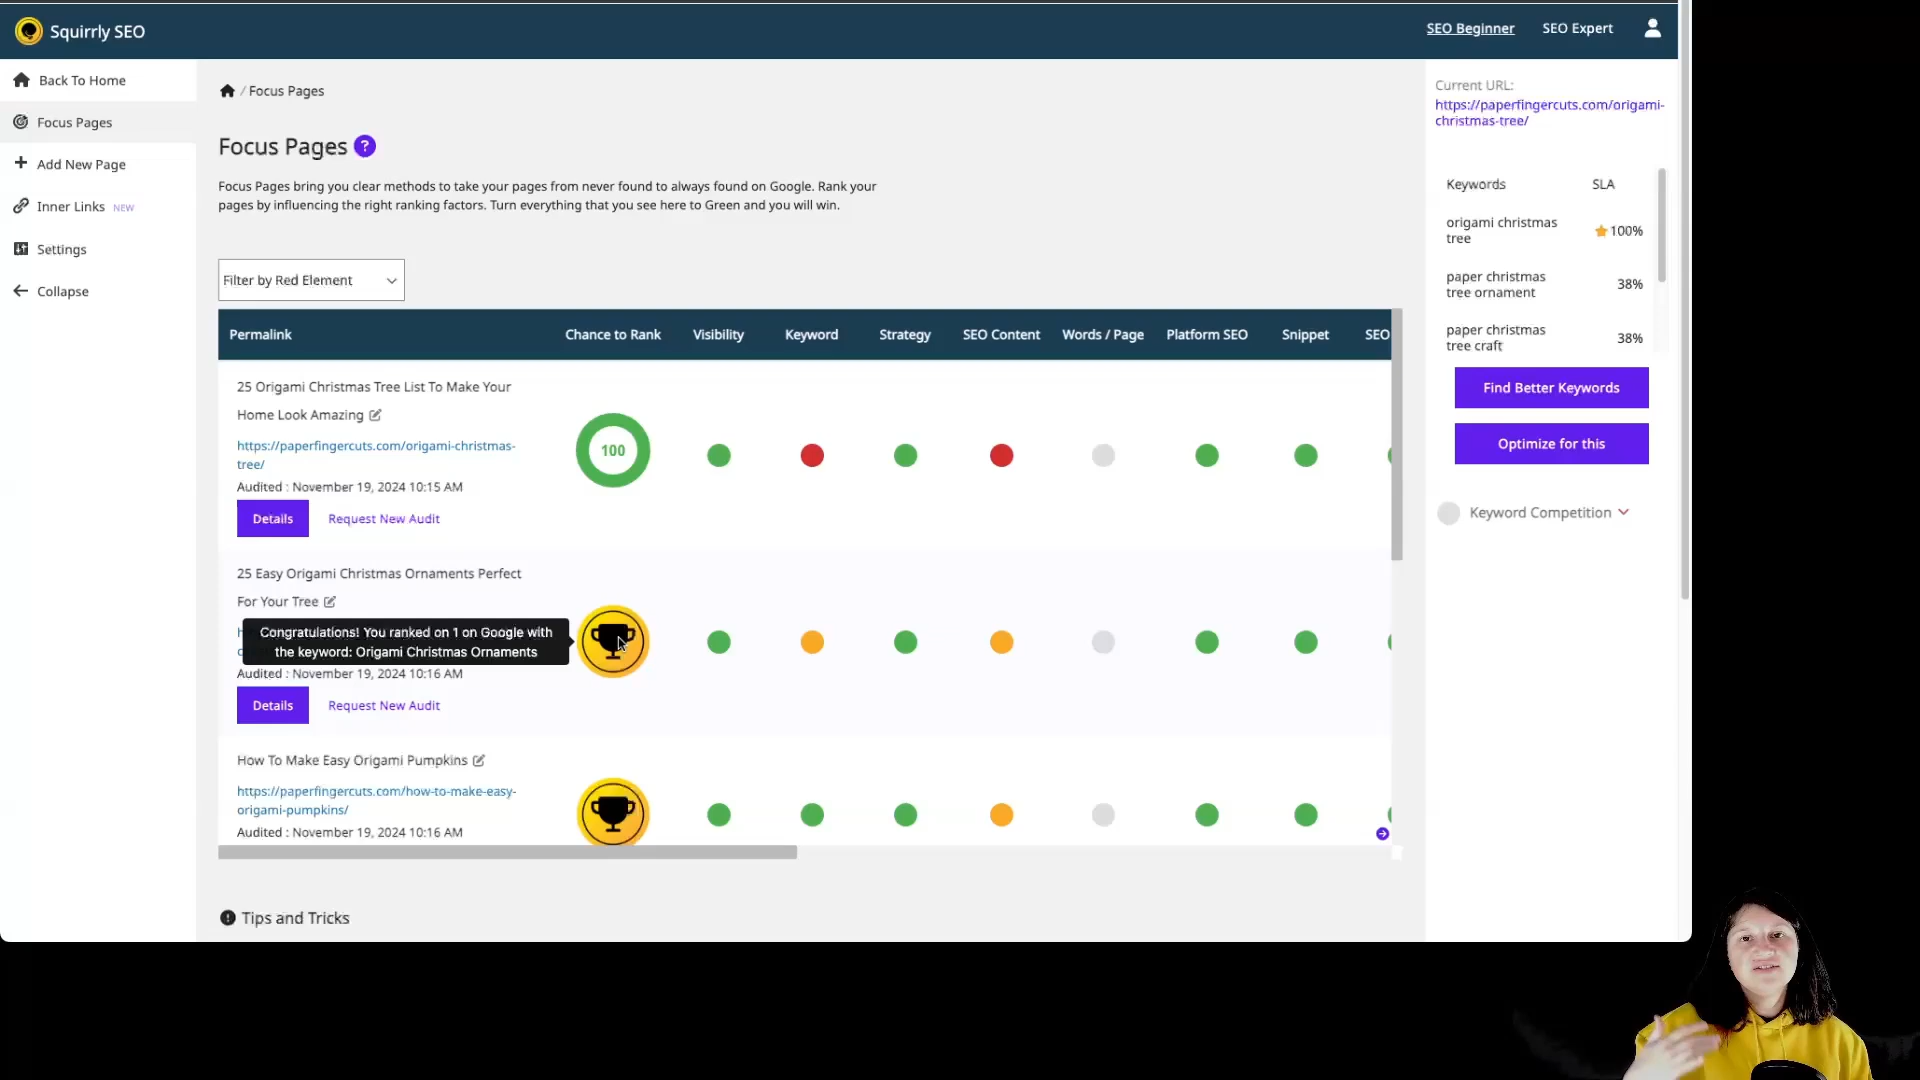 Squirrly SEO
SEO Beginner
SEO Expert
Back To Home
Focus Pages
Add New Page
Inner Links NEW
Settings
Collapse
/ Focus Pages
Focus Pages ?
Focus Pages bring you clear methods to take your pages from never found to always found on Google. Rank your
pages by influencing the right ranking factors. Turn everything that you see here to Green and you will win.
Filter by Red Element
Permalink Chance to Rank Visibility Keyword Strategy SEO Content Words / Page Platform SEO Snippet SEO
25 Origami Christmas Tree List To Make Your
Home Look Amazing
https://paperfingercuts.com/origami-christmas-
tree/
Audited : November 19, 2024 10:15 AM
Details Request New Audit
100
25 Easy Origami Christmas Ornaments Perfect
For Your Tree
Congratulations! You ranked on 1 on Google with
the keyword: Origami Christmas Ornaments
Audited : November 19, 2024 10:16 AM
Details Request New Audit
How To Make Easy Origami Pumpkins
https://paperfingercuts.com/how-to-make-easy-
origami-pumpkins/
Audited : November 19, 2024 10:16 AM
Tips and Tricks
Current URL:
https://paperfingercuts.com/origami-
christmas-tree/
Keywords SLA
origami christmas
tree
100%
paper christmas
tree ornament
38%
paper christmas
tree craft
38%
Find Better Keywords
Optimize for this
Keyword Competition